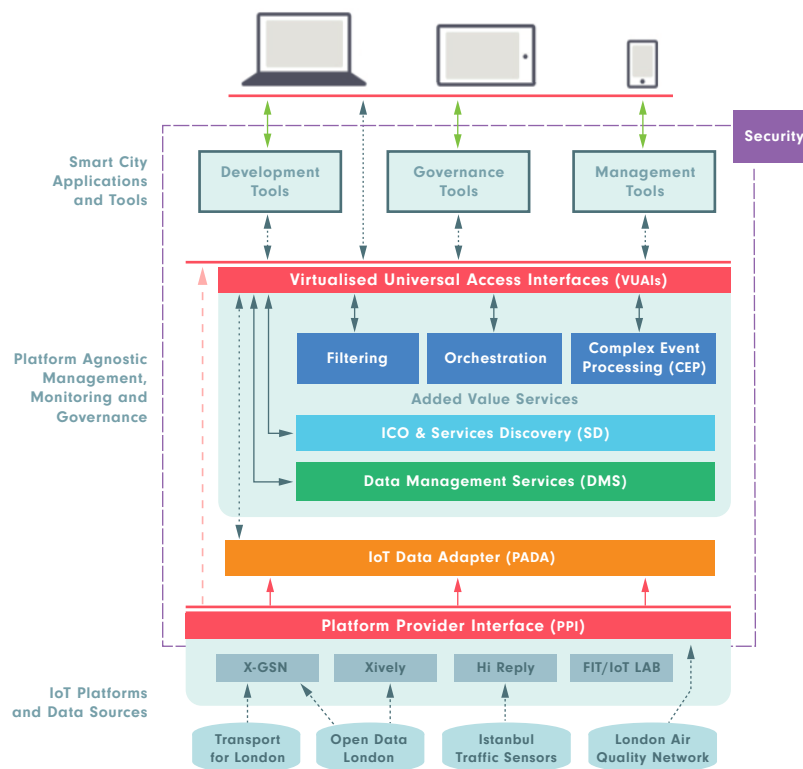 Security
Smart City
Applications
and Tools
Development
Tools
Governance
Tools
Management
Tools
Virtualised Universal Access Interfaces (VUAIs)
Platform Agnostic
Management,
Monitoring and
Governance
Filtering
Orchestration
Complex Event
Processing (CEP)
Added Value Services
ICO & Services Discovery (SD)
Data Management Services (DMS)
IoT Data Adapter (PADA)
Platform Provider Interface (PPI)
IoT Platforms
and Data Sources
X-GSN
Xively
Hi Reply
FIT/IoT LAB
Transport
for London
Open Data
London
Istanbul
Traffic Sensors
London Air
Quality Network